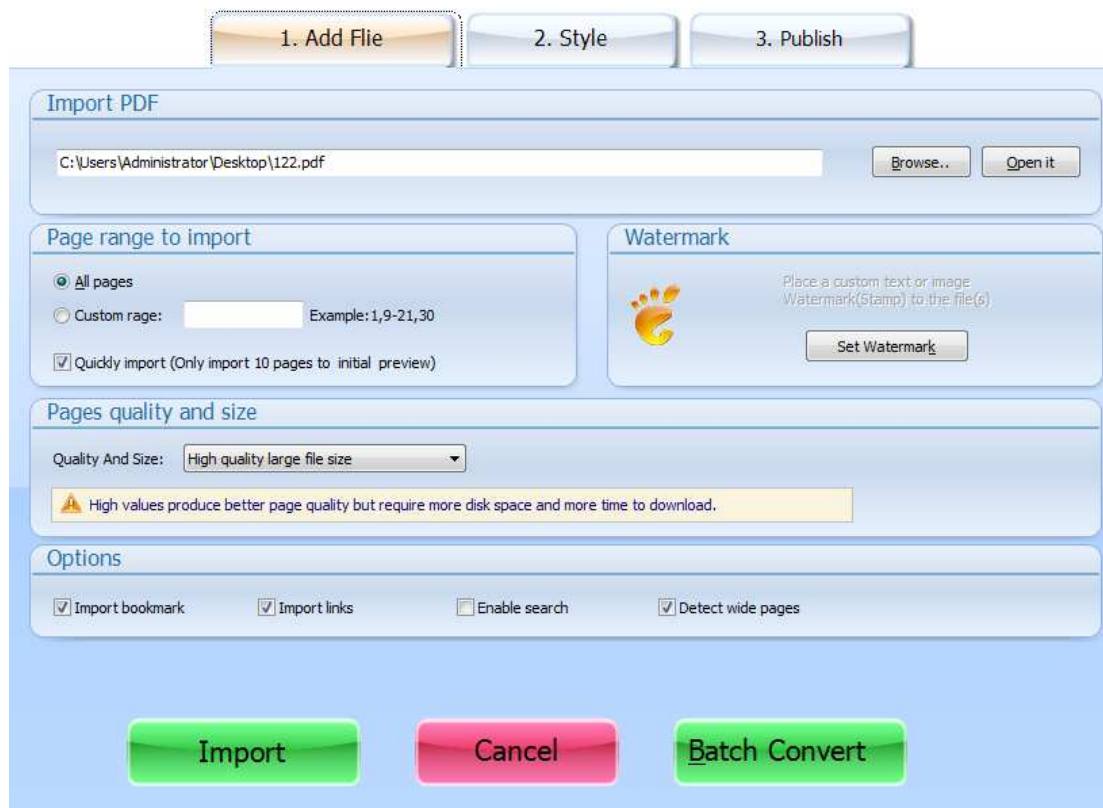 1. Add Flie
2. Style
3. Publish
Import PDF
C:\Users\Administrator\Desktop\122.pdf
Browse..
Open it
Page range to import
All pages
Custom rage:
Example:1,9-21,30
Quickly import (Only import 10 pages to initial preview)
Watermark
Place a custom text or image
Watermark(Stamp) to the file(s)
Set Watermark
Pages quality and size
Quality And Size:
High quality large file size
High values produce better page quality but require more disk space and more time to download.
Options
Import bookmark
Import links
Enable search
Detect wide pages
Import
Cancel
Batch Convert